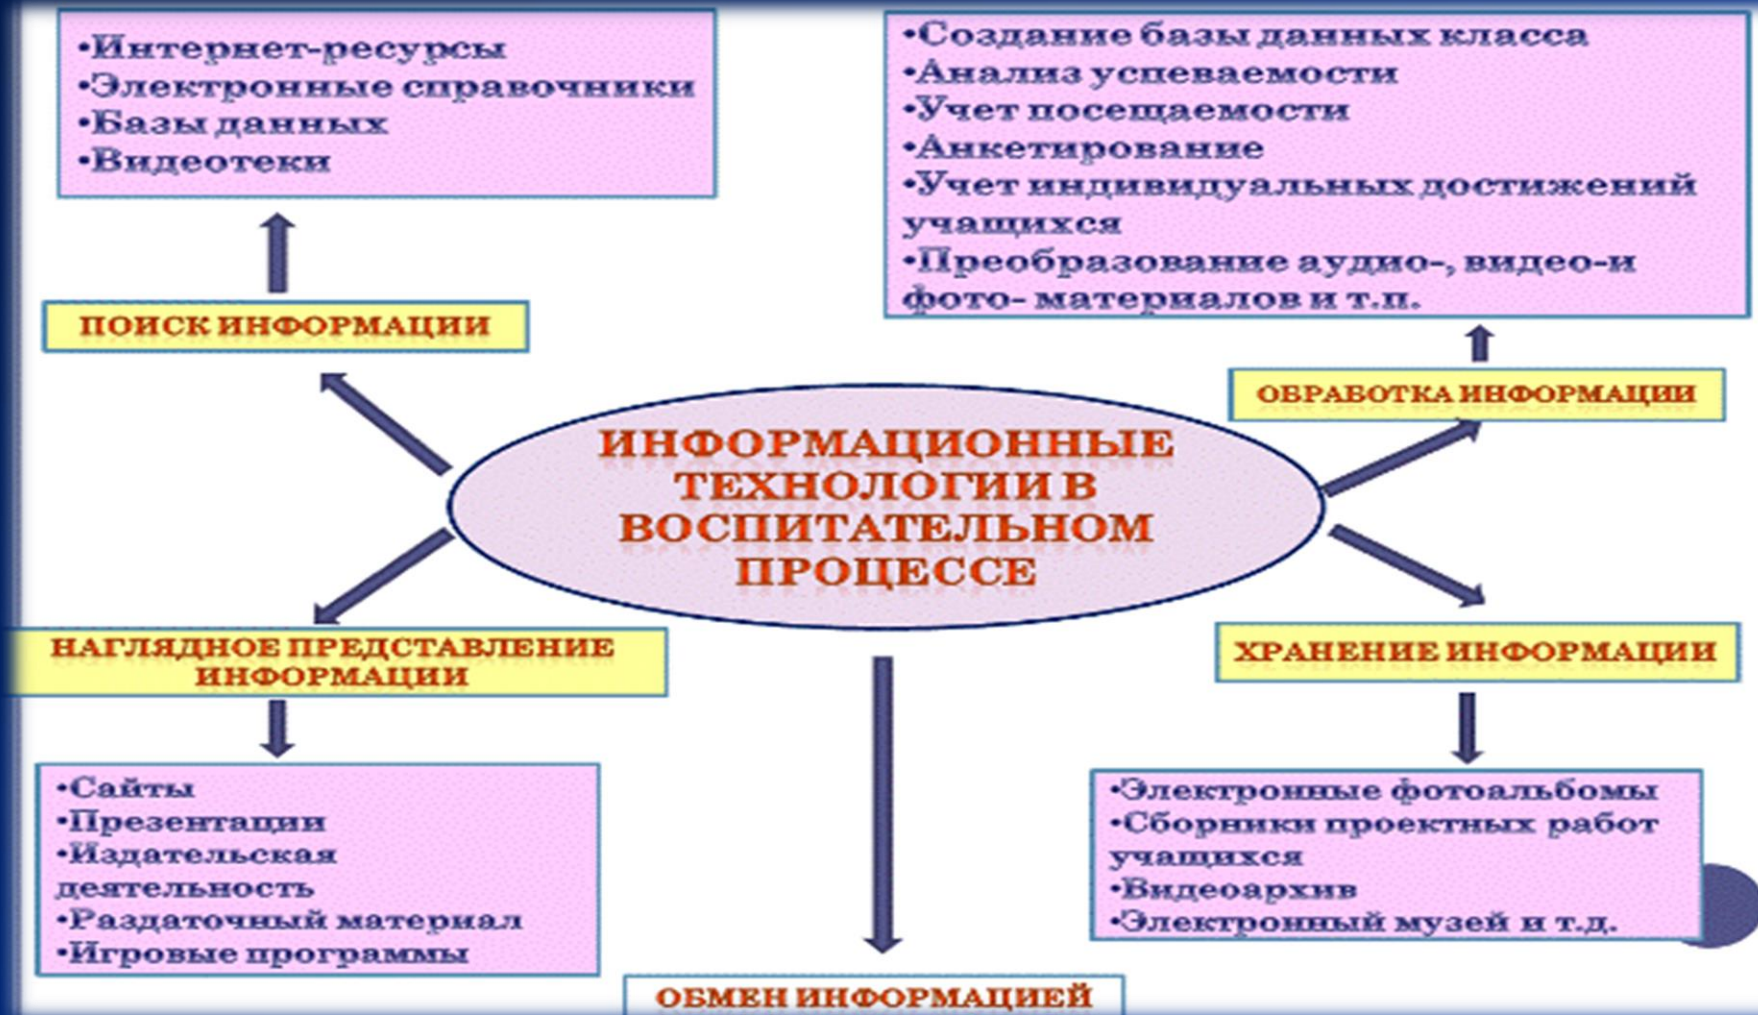 •Интернет-ресурсы
•Электронные справочники
•Базы данных
•Видеотеки
ПОИСК ИНФОРМАЦИИ
•Создание базы данных класса
•Анализ успеваемости
•Учет посещаемости
•Анкетирование
•Учет индивидуальных достижений
учащихся
•Преобразование аудио-, видео-и
фото- материалов и т.п.
ОБРАБОТКА ИНФОРМАЦИИ
ИНФОРМАЦИОННЫЕ
ТЕХНОЛОГИИ В
ВОСПИТАТЕЛЬНОМ
ПРОЦЕССЕ
НАГЛЯДНОЕ ПРЕДСТАВЛЕНИЕ
ИНФОРМАЦИИ
•Сайты
•Презентации
•Издательская
деятельность
•Раздаточный материал
•Игровые программы
ХРАНЕНИЕ ИНФОРМАЦИИ
•Электронные фотоальбомы
•Сборники проектных работ
учащихся
•Видеоархив
•Электронный музей и т.д.
ОБМЕН ИНФОРМАЦИЕЙ